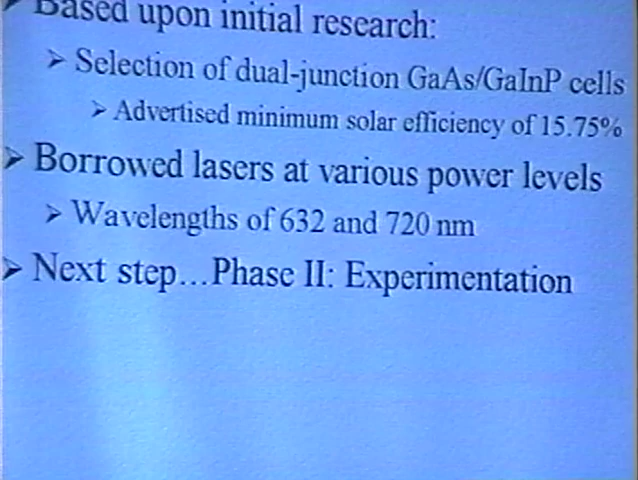 Based upon initial research:
➤ Selection of dual-junction GaAs/GaInP cells
➤ Advertised minimum solar efficiency of 15.75%
➤ Borrowed lasers at various power levels
➤ Wavelengths of 632 and 720 nm
➤ Next step…Phase II: Experimentation